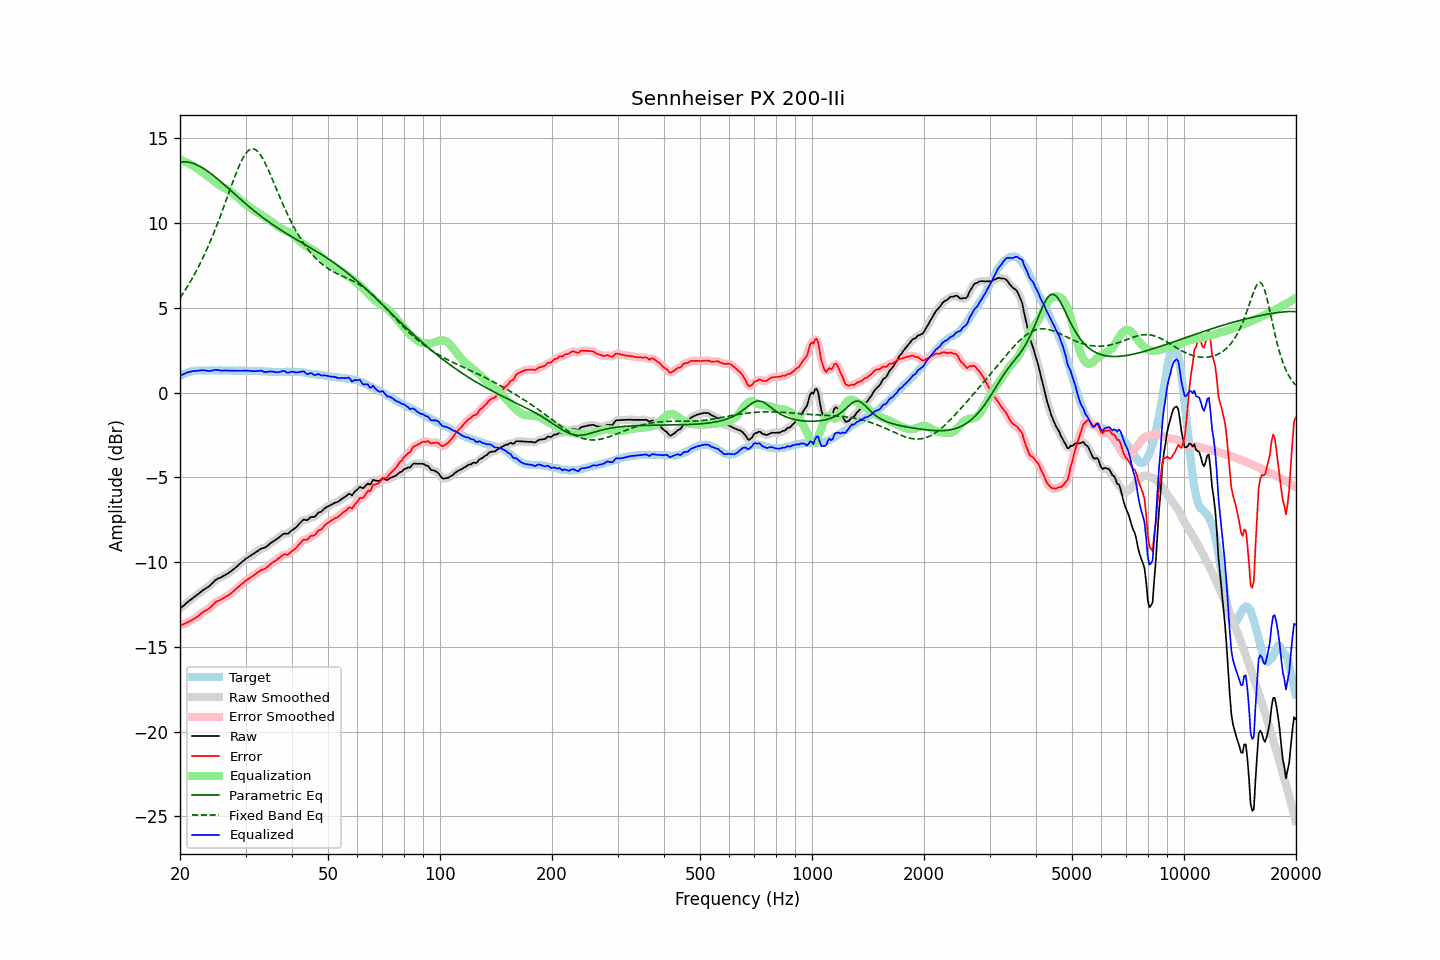 Sennheiser PX 200-IIi
Amplitude (dBr)
15
10
5
0
−5
−10
−15
−20
−25
Target
Raw Smoothed
Error Smoothed
Raw
Error
Equalization
Parametric Eq
Fixed Band Eq
Equalized
20 50 100 200 500 1000 2000 5000 10000 20000
Frequency (Hz)